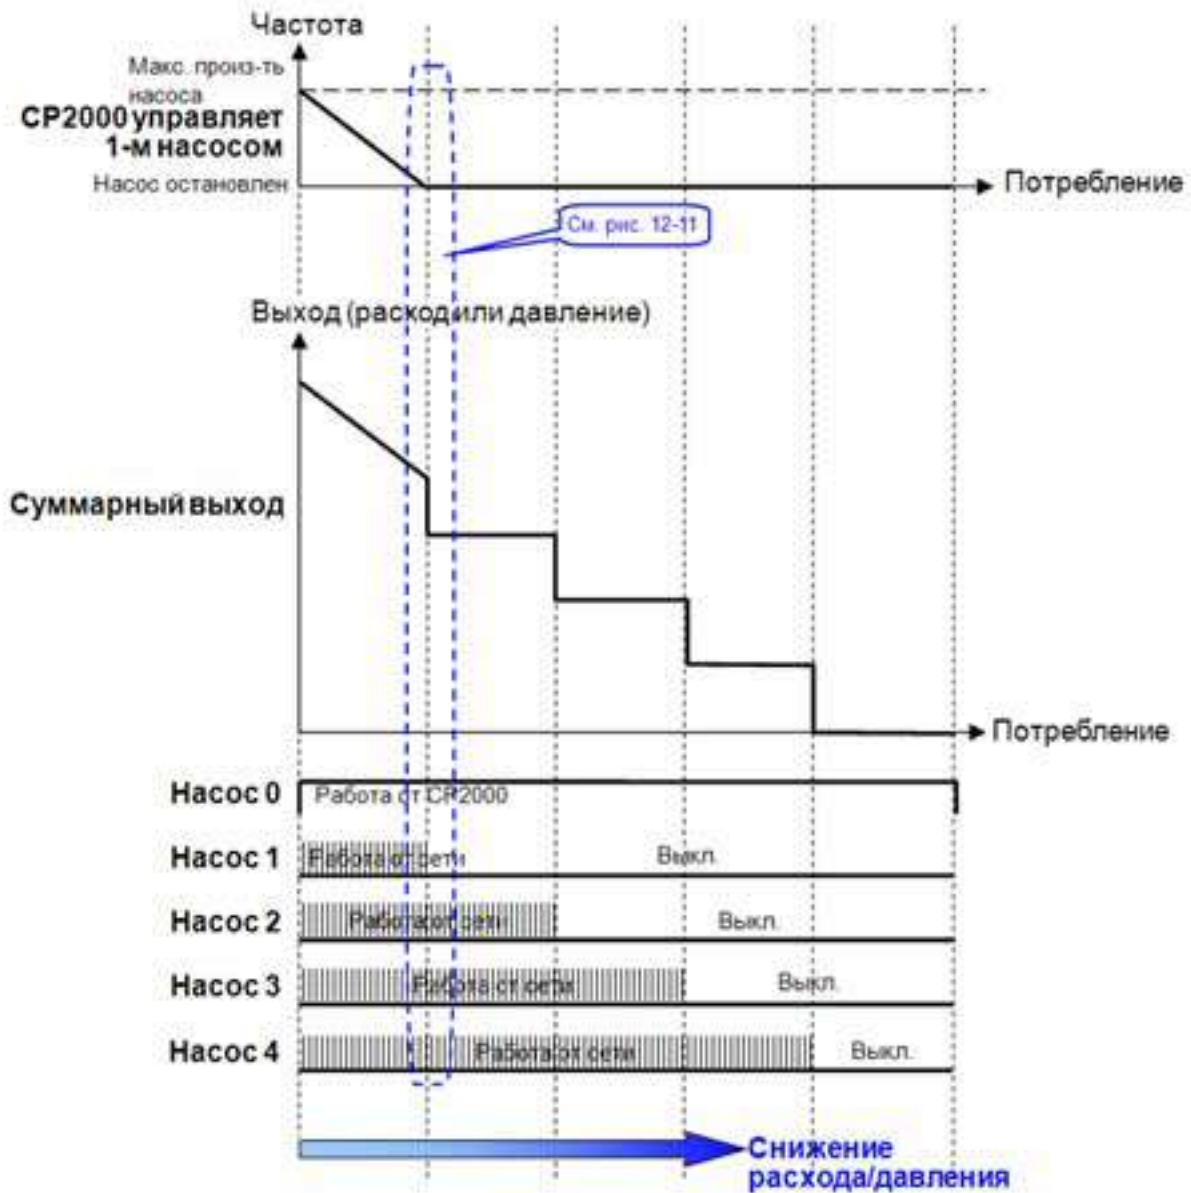 Частота
Макс. произ-ть
насоса
CP2000 управляет
1-м насосом
Насос остановлен
Потребление
См. рис. 12-11
Выход (расход или давление)
Суммарный выход
Потребление
Насос 0
Работа от CP2000
Насос 1
Работа от сети
Выкл.
Насос 2
Работа от сети
Выкл.
Насос 3
Работа от сети
Выкл.
Насос 4
Работа от сети
Выкл.
Снижение
расхода/давления